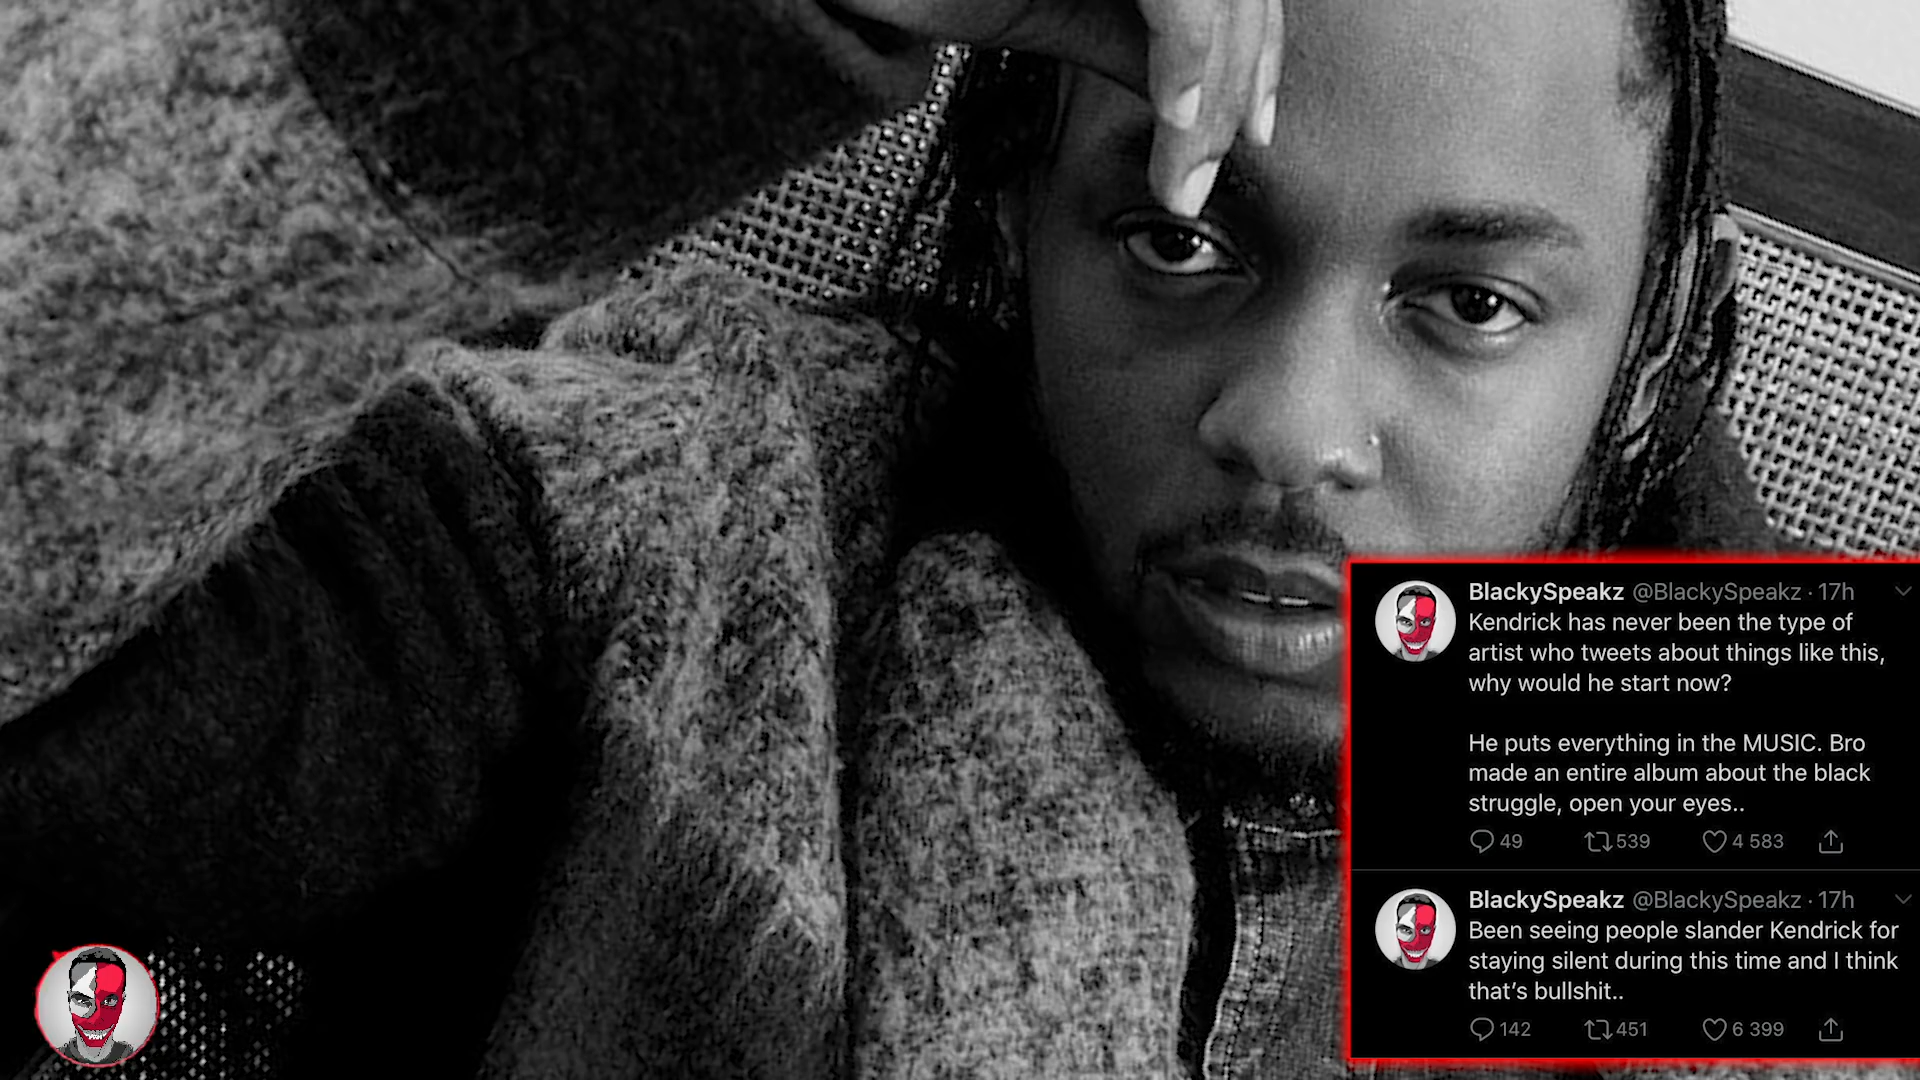 BlackySpeakz @BlackySpeakz · 17h
Kendrick has never been the type of
artist who tweets about things like this,
why would he start now?
He puts everything in the MUSIC. Bro
made an entire album about the black
struggle, open your eyes..
49 539 4 583
BlackySpeakz @BlackySpeakz · 17h
Been seeing people slander Kendrick for
staying silent during this time and I think
that’s bullshit..
142 451 6 399